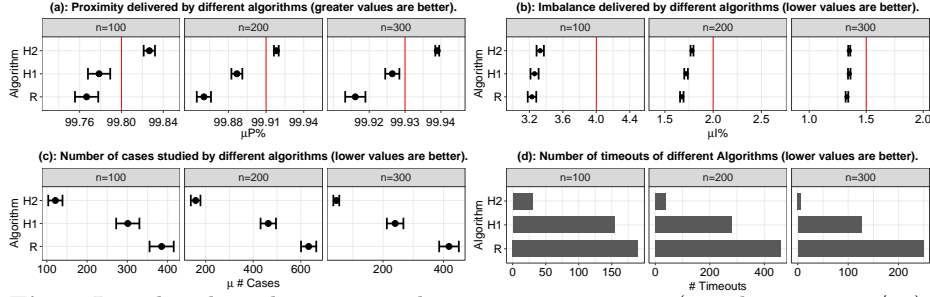 (a): Proximity delivered by different algorithms (greater values are better).
n=100 n=200 n=300
Algorithm
H2
H1
R
99.76 99.80 99.84 99.88 99.91 99.94 99.92 99.93 99.94
μP%
(b): Imbalance delivered by different algorithms (lower values are better).
n=100 n=200 n=300
Algorithm
H2
H1
R
3.2 3.6 4.0 4.4 1.5 2.0 2.5 1.0 1.5 2.0
μI%
(c): Number of cases studied by different algorithms (lower values are better).
n=100 n=200 n=300
Algorithm
H2
H1
R
100 200 300 400 200 400 600 100 200 300 400
μ # Cases
(d): Number of timeouts of different Algorithms (lower values are better).
n=100 n=200 n=300
Algorithm
H2
H1
R
0 50 100 150 0 200 400 0 100 200
# Timeouts